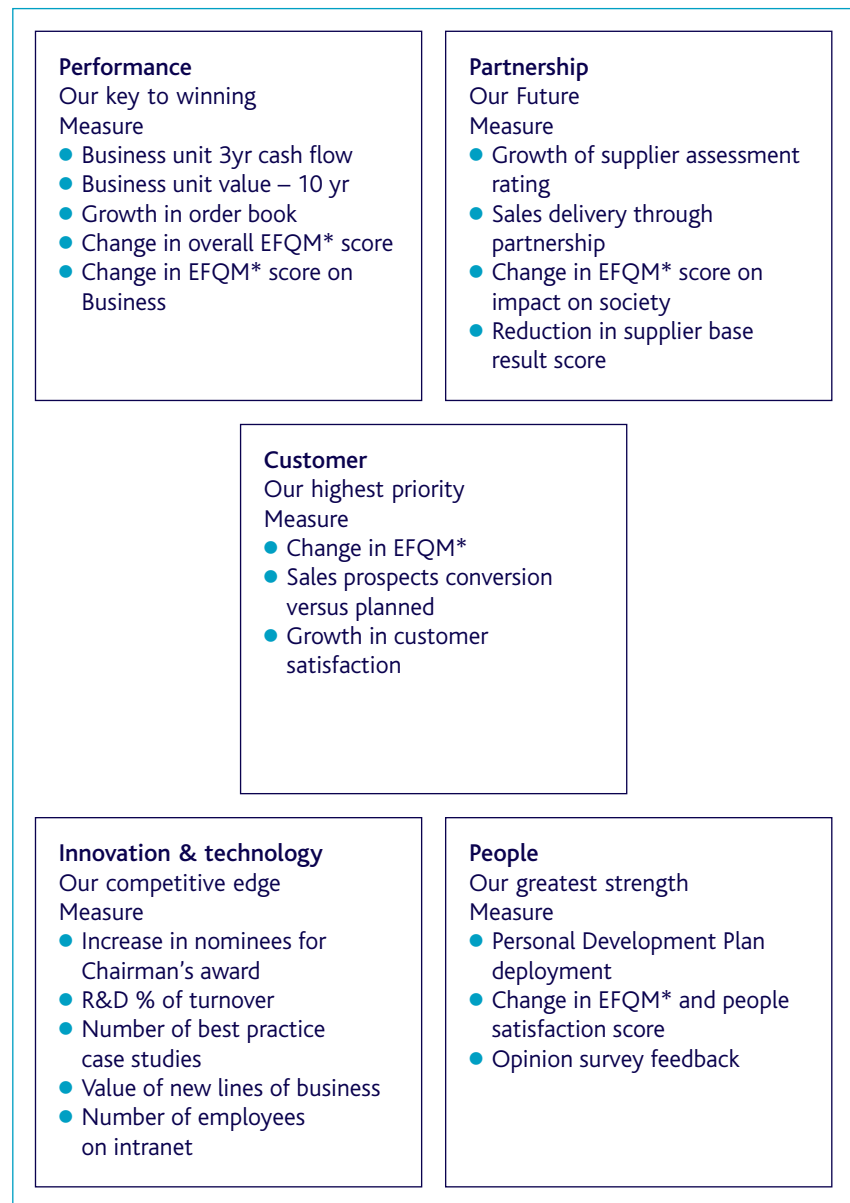 Performance
Our key to winning
Measure
● Business unit 3yr cash flow
● Business unit value – 10 yr
● Growth in order book
● Change in overall EFQM* score
● Change in EFQM* score on
Business
Partnership
Our Future
Measure
● Growth of supplier assessment
rating
● Sales delivery through
partnership
● Change in EFQM* score on
impact on society
● Reduction in supplier base
result score
Customer
Our highest priority
Measure
● Change in EFQM*
● Sales prospects conversion
versus planned
● Growth in customer
satisfaction
Innovation & technology
Our competitive edge
Measure
● Increase in nominees for
Chairman’s award
● R&D % of turnover
● Number of best practice
case studies
● Value of new lines of business
● Number of employees
on intranet
People
Our greatest strength
Measure
● Personal Development Plan
deployment
● Change in EFQM* and people
satisfaction score
● Opinion survey feedback